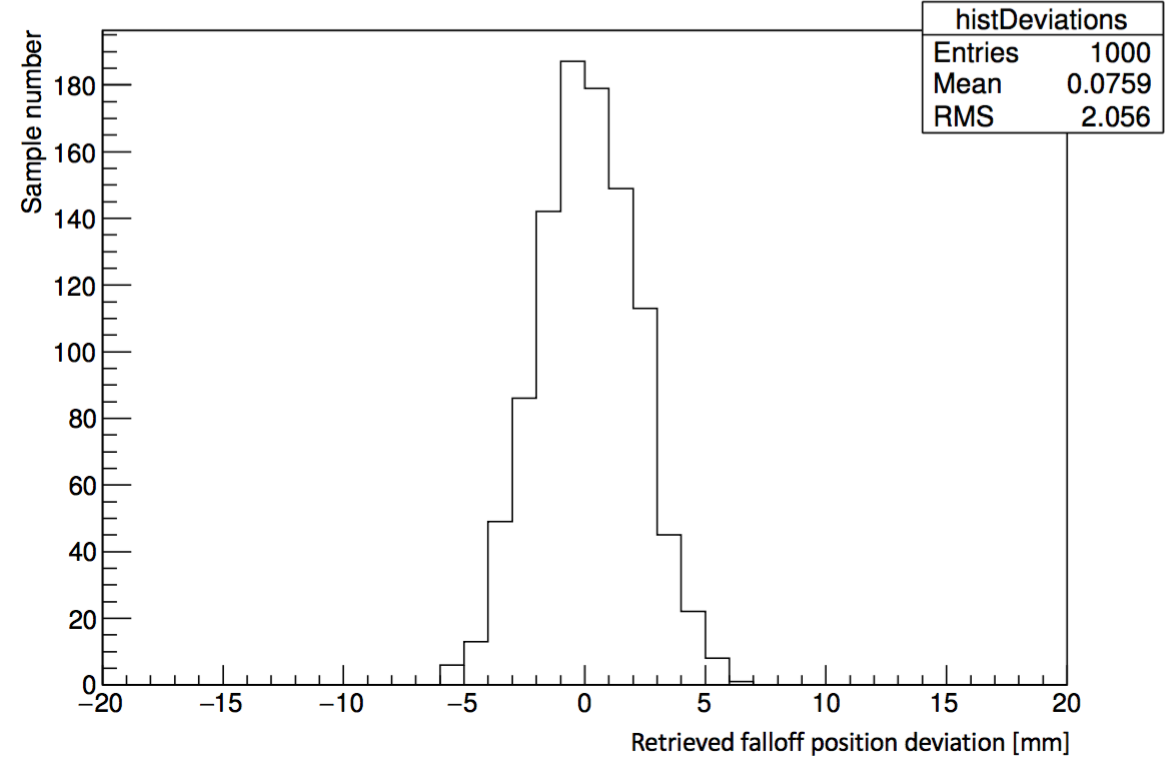 histDeviations
Entries 1000
Mean 0.0759
RMS 2.056
Sample number
180
160
140
120
100
80
60
40
20
0
−20 −15 −10 −5 0 5 10 15 20
Retrieved falloff position deviation [mm]